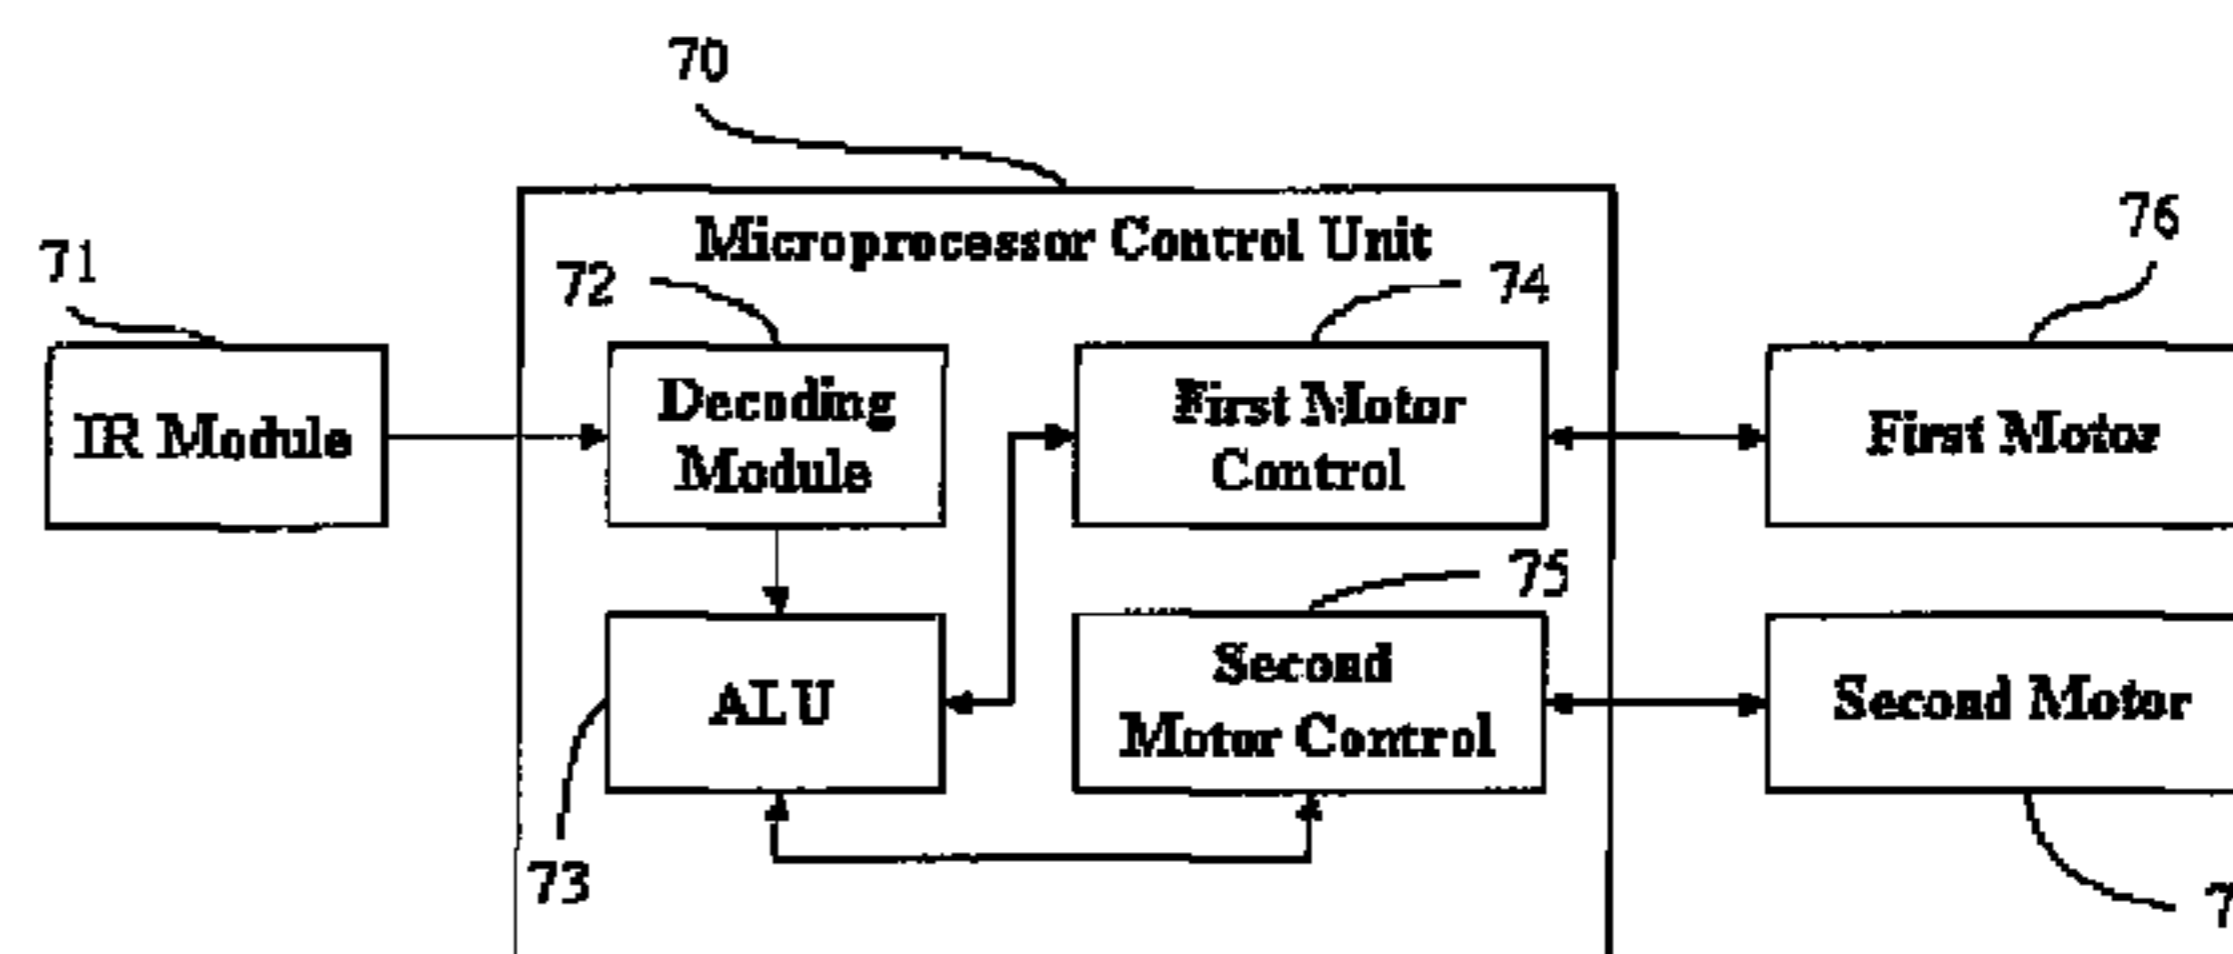 70
Microprocessor Control Unit
71
72
74
76
IR Module
Decoding
Module
First Motor
Control
First Motor
75
ALU
Second
Motor Control
Second Motor
73